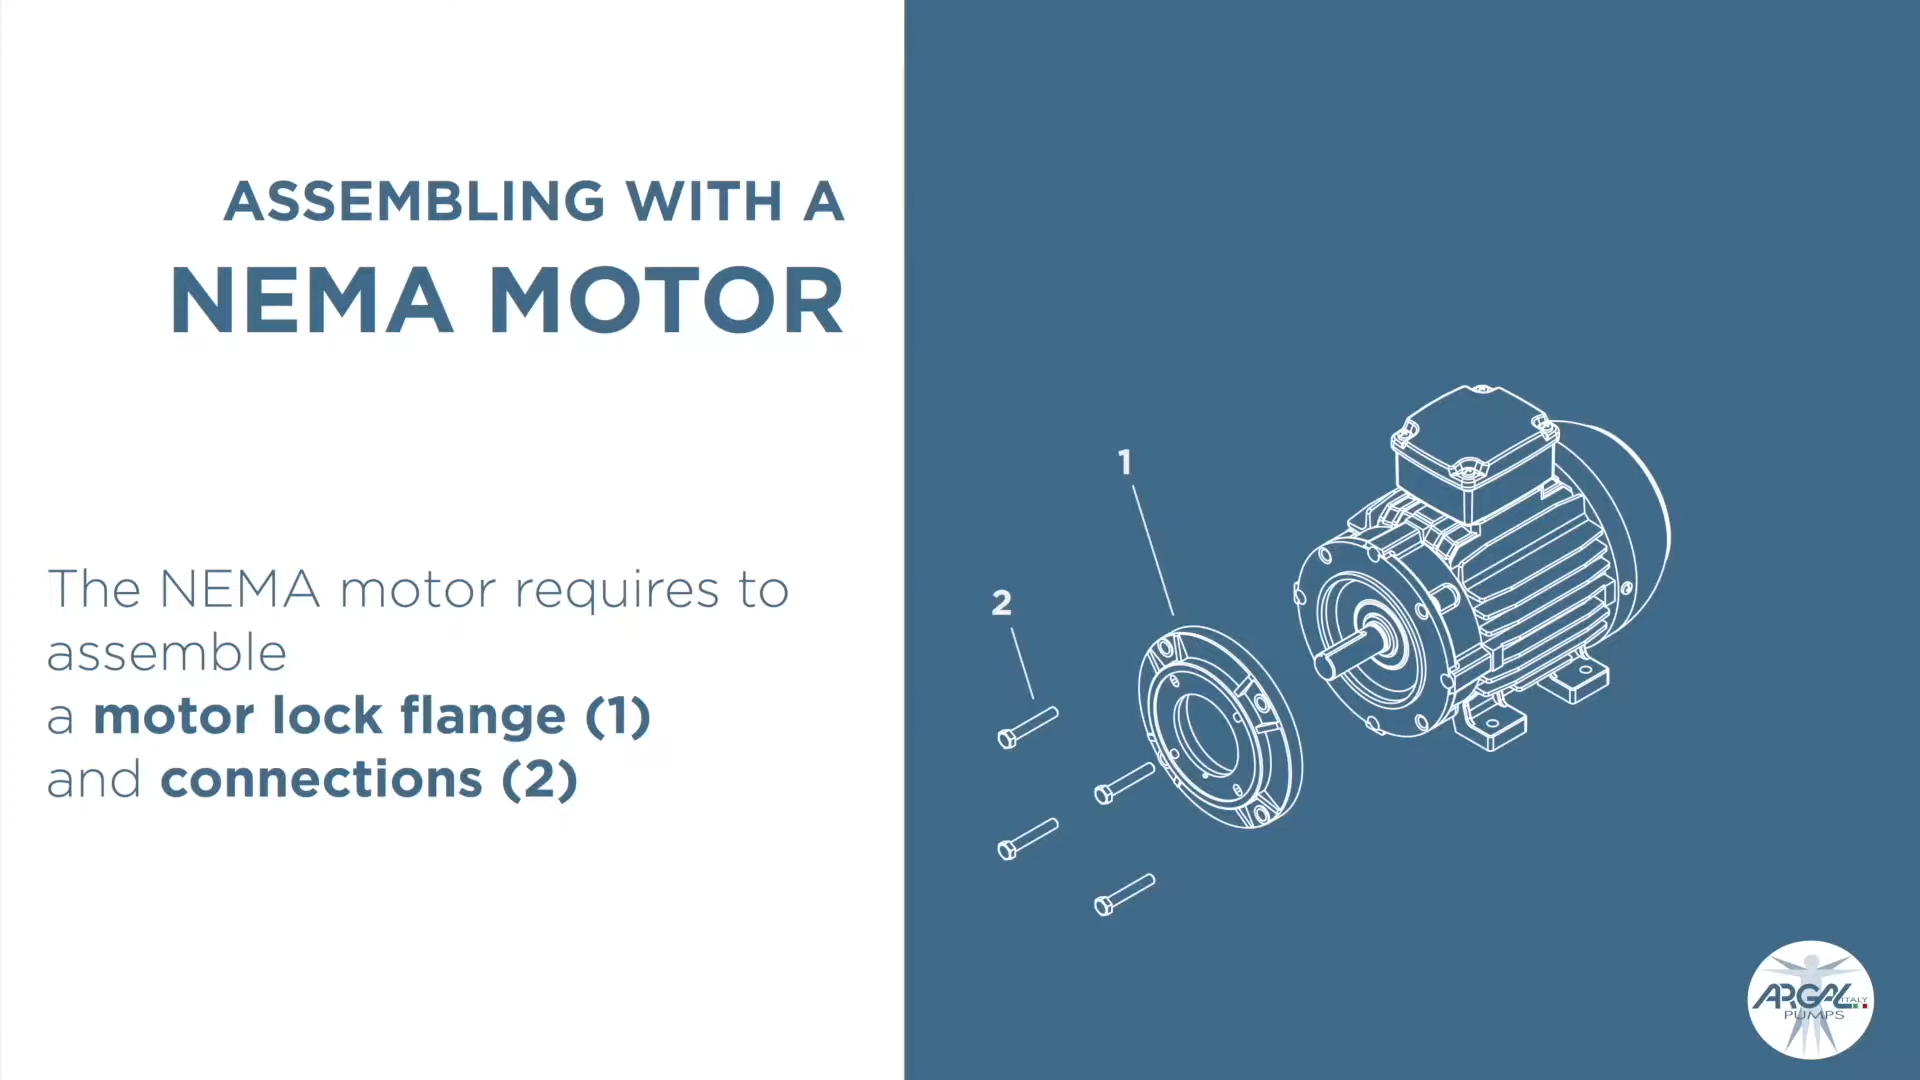 ASSEMBLING WITH A
NEMA MOTOR
The NEMA motor requires to
assemble
a motor lock flange (1)
and connections (2)
1
2
ARGAL
ITALY
PUMPS